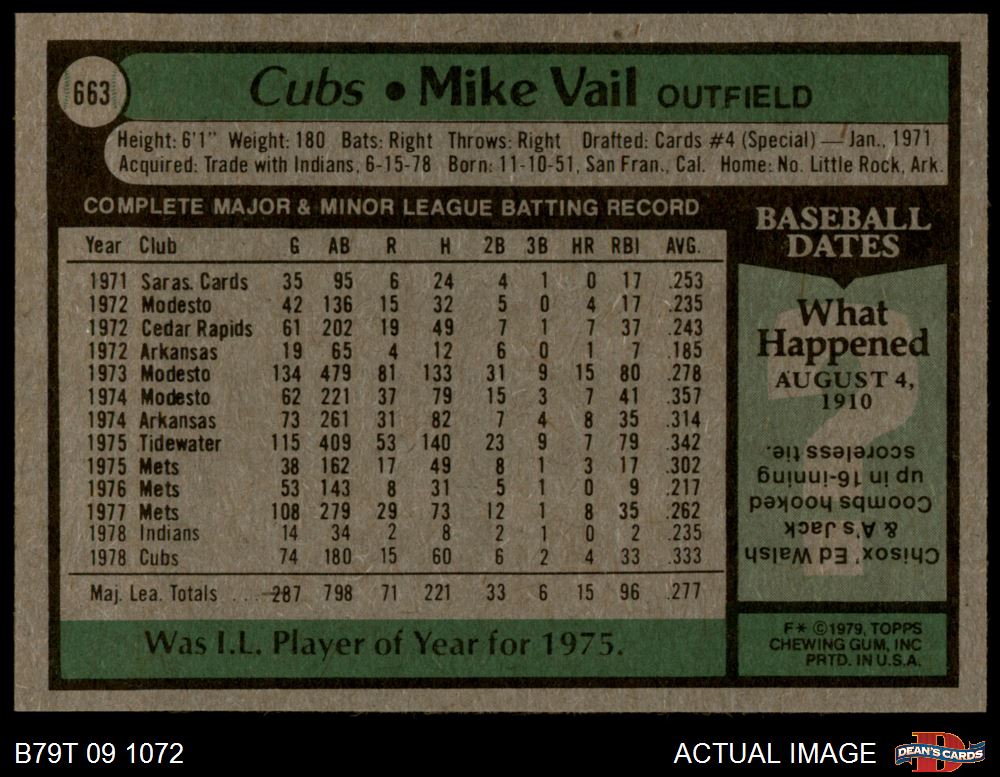 663
Cubs • Mike Vail OUTFIELD
Height: 6'1" Weight: 180 Bats: Right Throws: Right Drafted: Cards #4 (Special) — Jan., 1971
Acquired: Trade with Indians, 6-15-78 Born: 11-10-51, San Fran., Cal. Home: No. Little Rock, Ark.
COMPLETE MAJOR & MINOR LEAGUE BATTING RECORD
Year Club G AB R H 2B 3B HR RBI AVG.
1971 Saras. Cards 35 95 6 24 4 1 0 17 .253
1972 Modesto 42 136 15 32 5 0 4 17 .235
1972 Cedar Rapids 61 202 19 49 7 1 7 37 .243
1972 Arkansas 19 65 4 12 6 0 1 7 .185
1973 Modesto 134 479 81 133 31 9 15 80 .278
1974 Modesto 62 221 37 79 15 3 7 41 .357
1974 Arkansas 73 261 31 82 7 4 8 35 .314
1975 Tidewater 115 409 53 140 23 9 7 79 .342
1975 Mets 38 162 17 49 8 1 3 17 .302
1976 Mets 53 143 8 31 5 1 0 9 .217
1977 Mets 108 279 29 73 12 1 8 35 .262
1978 Indians 14 34 2 8 2 1 0 2 .235
1978 Cubs 74 180 15 60 6 2 4 33 .333
Maj. Lea. Totals . . . 287 798 71 221 33 6 15 96 .277
Was I.L. Player of Year for 1975.
BASEBALL
DATES
What
Happened
AUGUST 4,
1910
Chisox' Ed Walsh
& A's Jack
Coombs hooked
up in 16-inning
scoreless tie.
F* ©1979, TOPPS
CHEWING GUM, INC
PRTD. IN U.S.A.
B79T 09 1072
ACTUAL IMAGE
D
DEAN'S CARDS